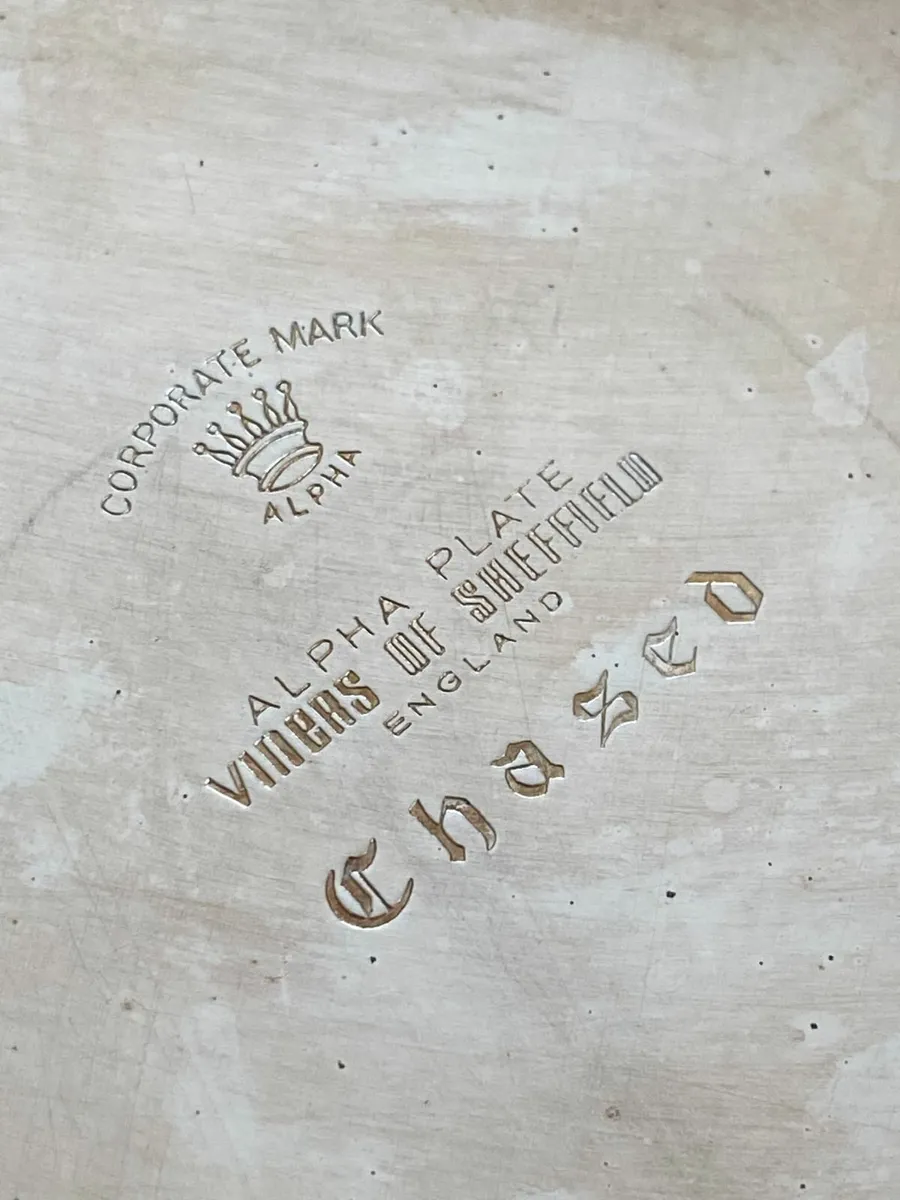 CORPORATE MARK
ALPHA
ALPHA PLATE
VINERS OF SHEFFIELD
ENGLAND
Chased